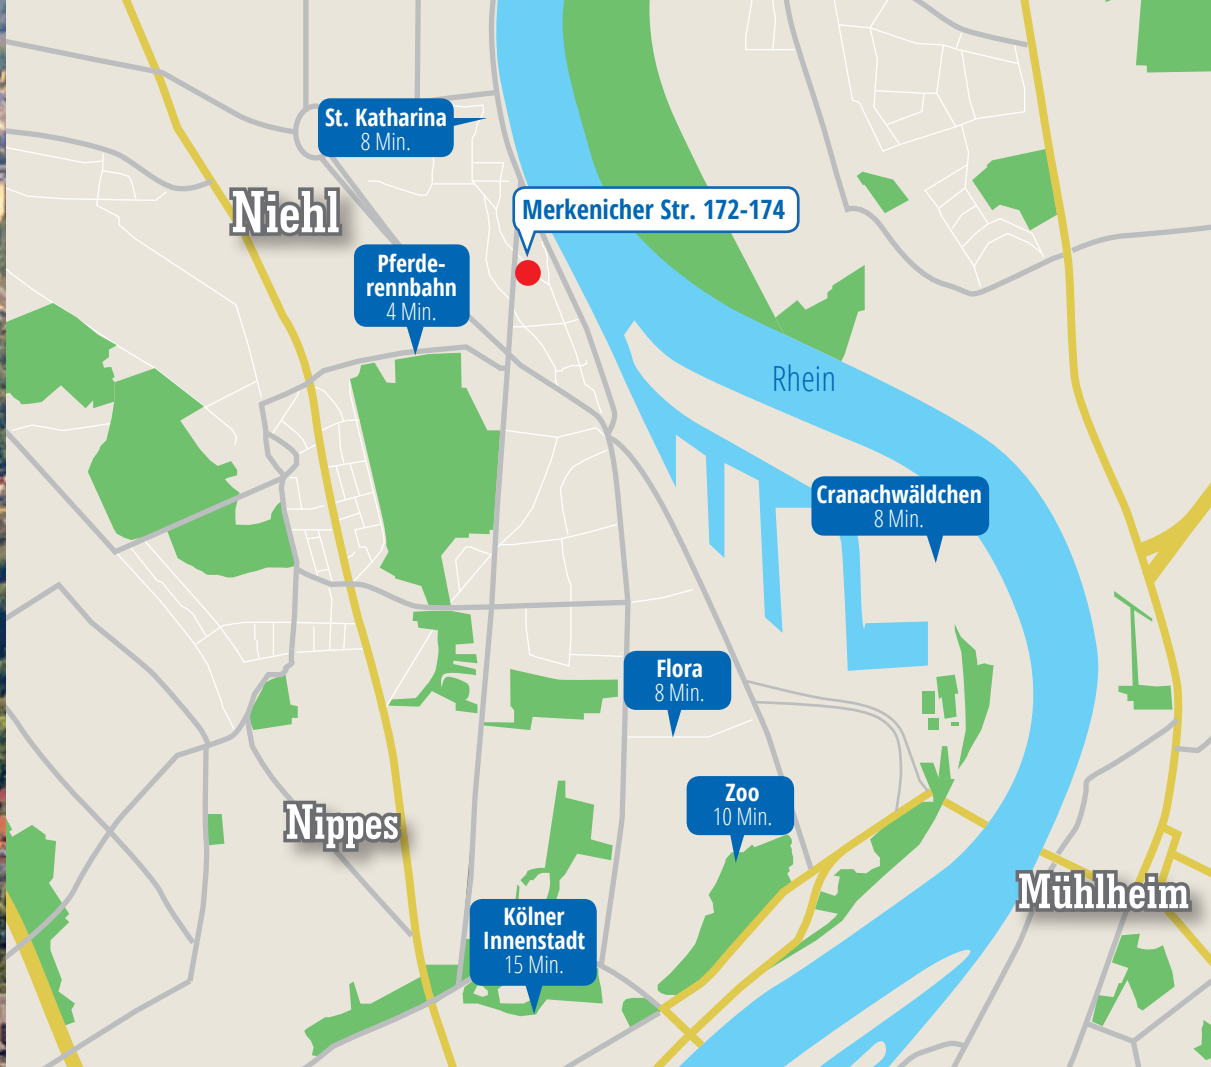 St. Katharina
8 Min.
Niehl
Merkenicher Str. 172-174
Pferde-
rennbahn
4 Min.
Rhein
Cranachwäldchen
8 Min.
Flora
8 Min.
Zoo
10 Min.
Nippes
Mühlheim
Kölner
Innenstadt
15 Min.